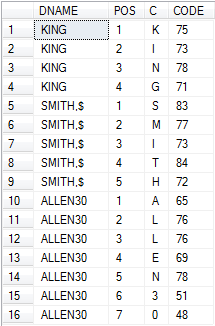 DNAME POS C CODE
1 KING 1 K 75
2 KING 2 I 73
3 KING 3 N 78
4 KING 4 G 71
5 SMITH,$ 1 S 83
6 SMITH,$ 2 M 77
7 SMITH,$ 3 I 73
8 SMITH,$ 4 T 84
9 SMITH,$ 5 H 72
10 ALLEN30 1 A 65
11 ALLEN30 2 L 76
12 ALLEN30 3 L 76
13 ALLEN30 4 E 69
14 ALLEN30 5 N 78
15 ALLEN30 6 3 51
16 ALLEN30 7 0 48